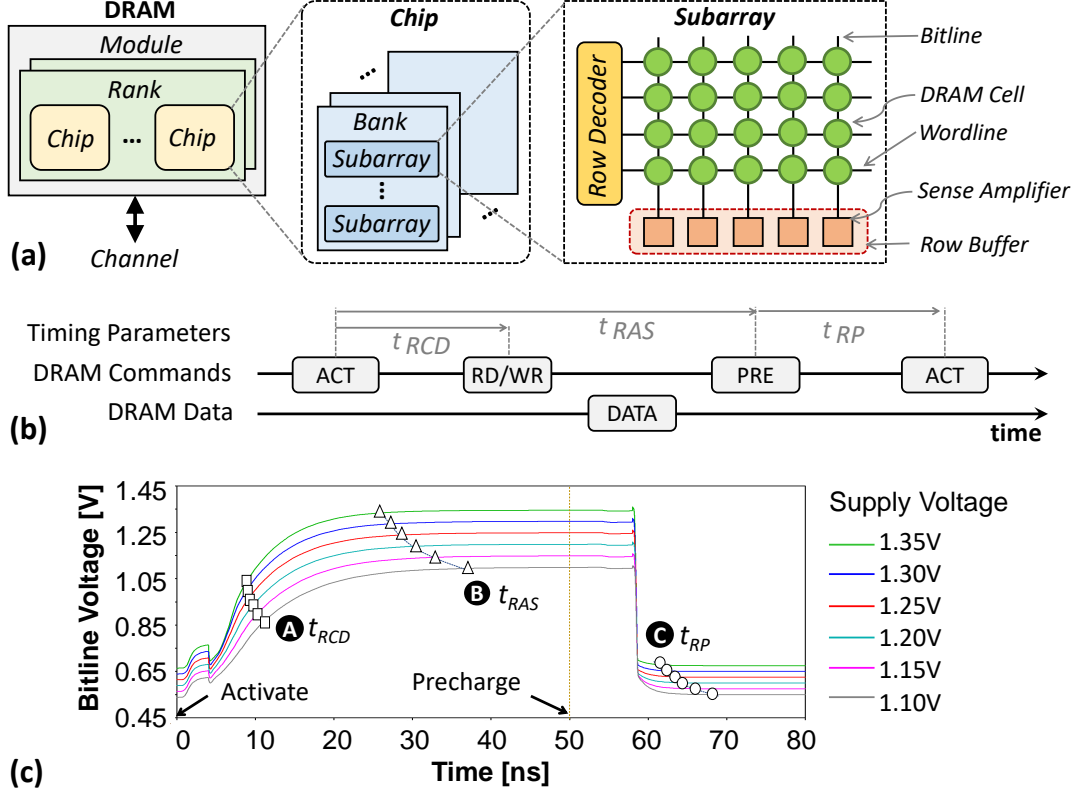 DRAM
Module
Rank
Chip ... Chip
Channel
(a)
Chip
...
Bank
Subarray
...
Subarray
...
Subarray
Row Decoder
Bitline
DRAM Cell
Wordline
Sense Amplifier
Row Buffer
Timing Parameters
tRCD
tRAS
tRP
DRAM Commands
ACT RD/WR PRE ACT
DRAM Data
DATA
time
(b)
Bitline Voltage [V]
1.45
1.25
1.05
0.85
0.65
0.45
A tRCD
B tRAS
C tRP
Activate
Precharge
0 10 20 30 40 50 60 70 80
Time [ns]
(c)
Supply Voltage
1.35V
1.30V
1.25V
1.20V
1.15V
1.10V